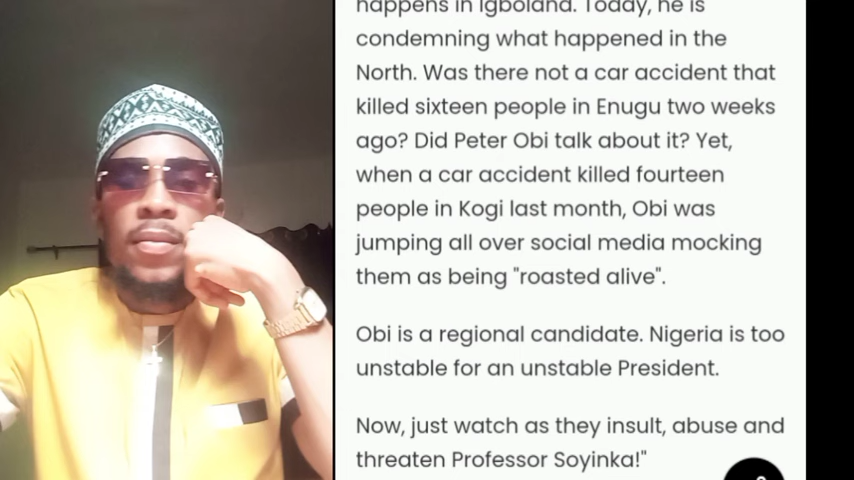 happens in Igboland. Today, he is
condemning what happened in the
North. Was there not a car accident that
killed sixteen people in Enugu two weeks
ago? Did Peter Obi talk about it? Yet,
when a car accident killed fourteen
people in Kogi last month, Obi was
jumping all over social media mocking
them as being "roasted alive".
Obi is a regional candidate. Nigeria is too
unstable for an unstable President.
Now, just watch as they insult, abuse and
threaten Professor Soyinka!"